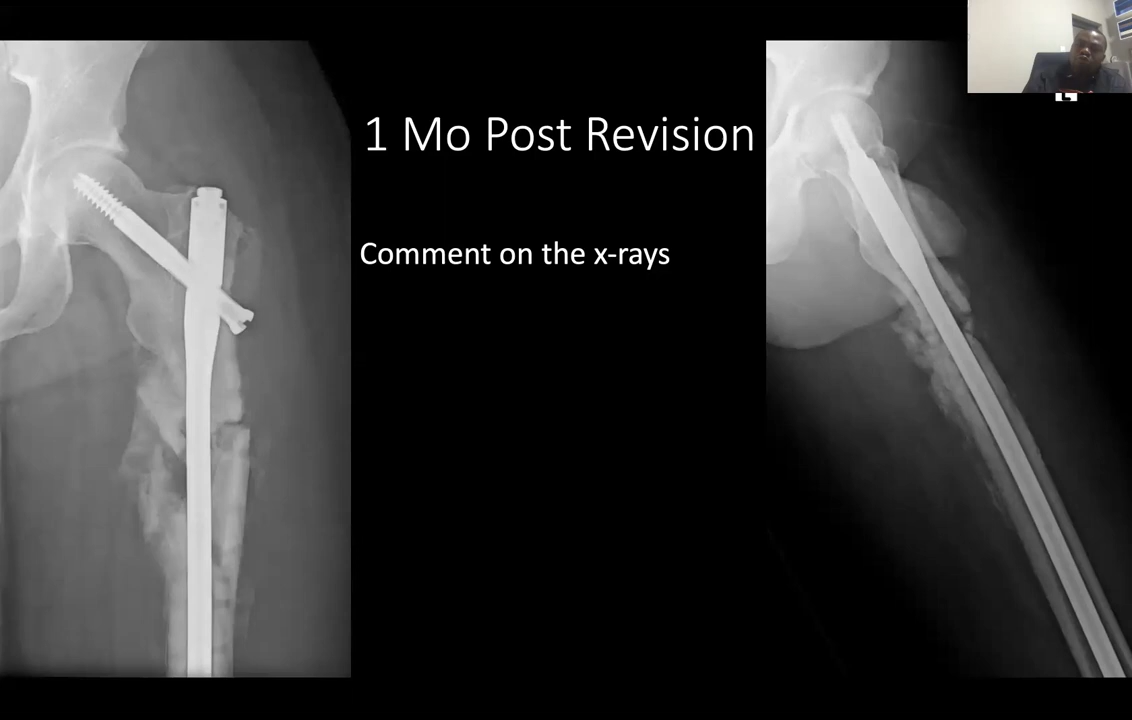 1 Mo Post Revision
Comment on the x-rays